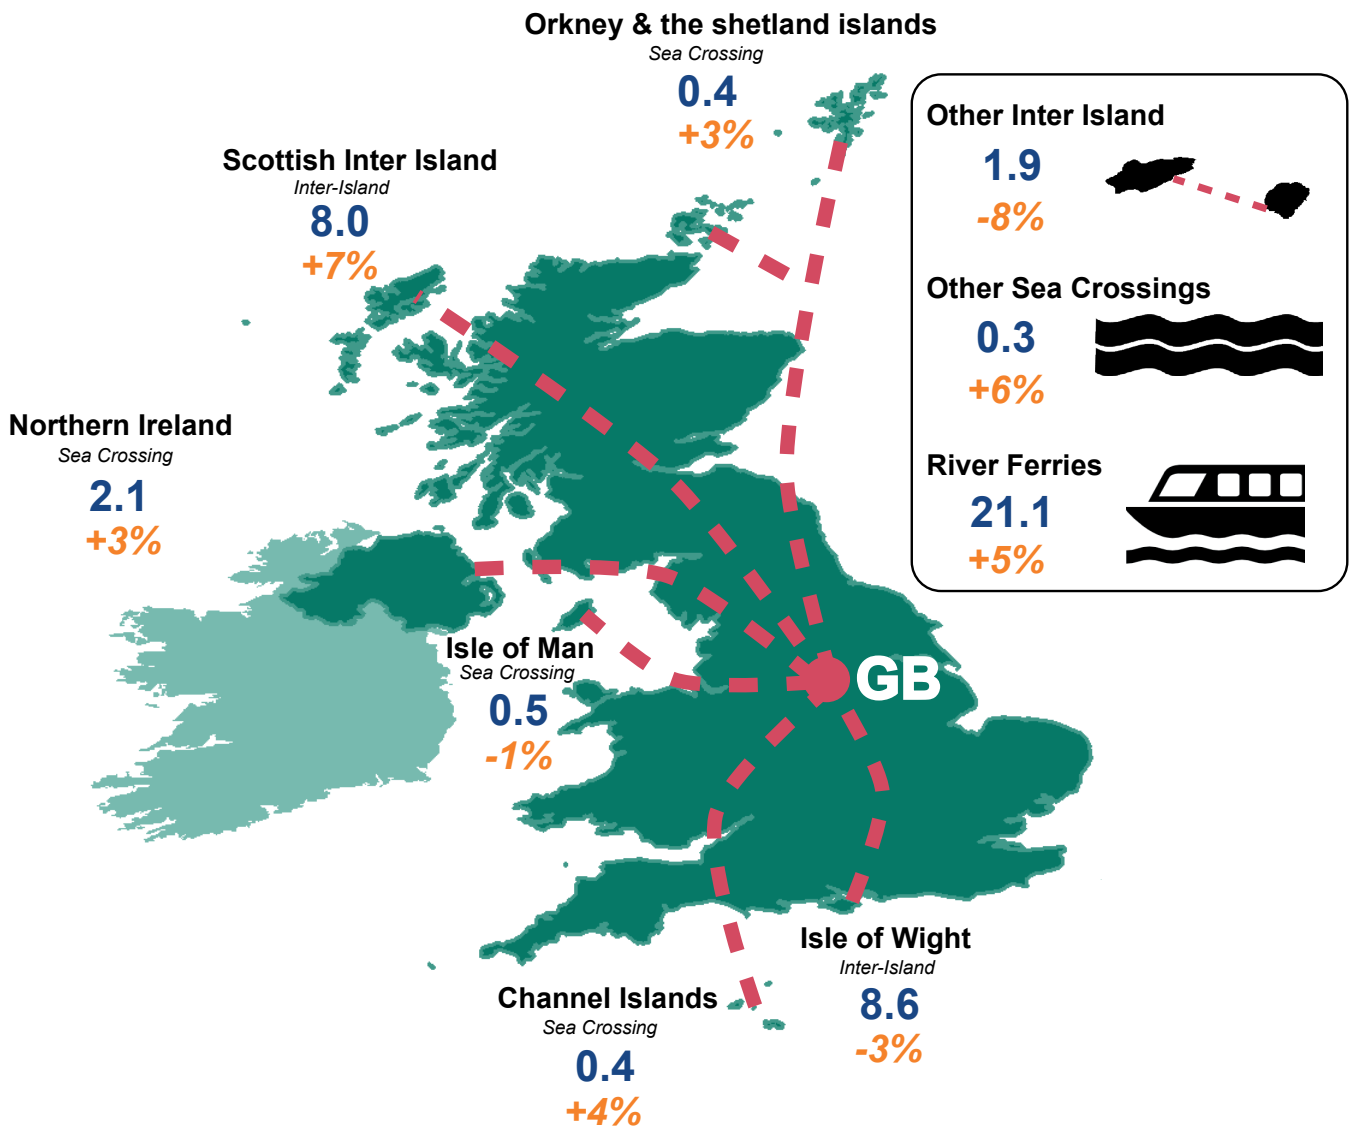 Orkney & the shetland islands
Sea Crossing
0.4
+3%
Scottish Inter Island
Inter-Island
8.0
+7%
Northern Ireland
Sea Crossing
2.1
+3%
Isle of Man
Sea Crossing
0.5
-1%
GB
Channel Islands
Sea Crossing
0.4
+4%
Isle of Wight
Inter-Island
8.6
-3%
Other Inter Island
1.9
-8%
Other Sea Crossings
0.3
+6%
River Ferries
21.1
+5%